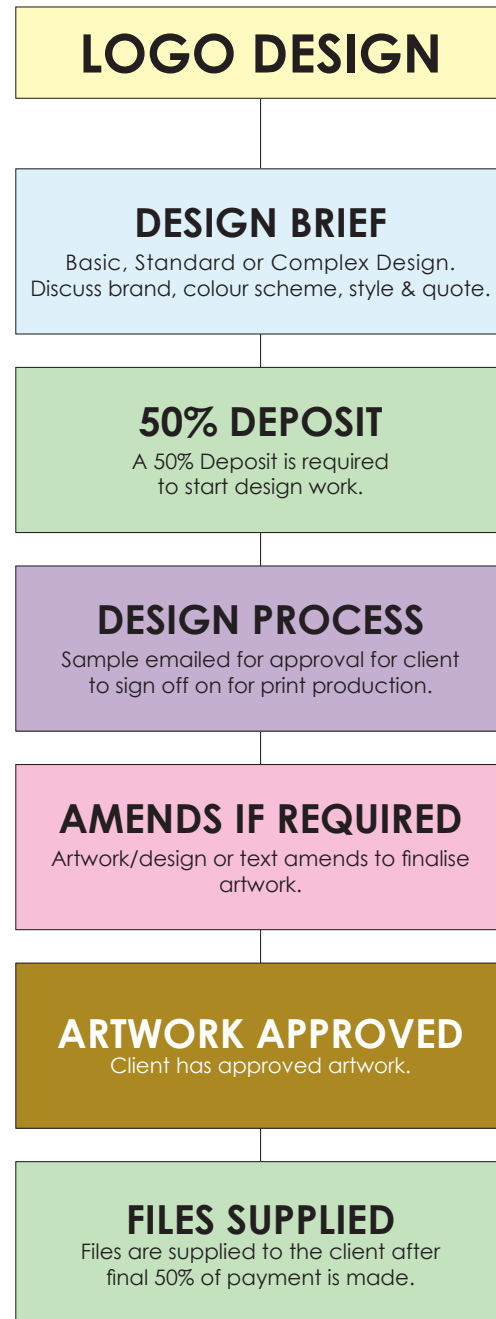 LOGO DESIGN
DESIGN BRIEF
Basic, Standard or Complex Design.
Discuss brand, colour scheme, style & quote.
50% DEPOSIT
A 50% Deposit is required
to start design work.
DESIGN PROCESS
Sample emailed for approval for client
to sign off on for print production.
AMENDS IF REQUIRED
Artwork/design or text amends to finalise
artwork.
ARTWORK APPROVED
Client has approved artwork.
FILES SUPPLIED
Files are supplied to the client after
final 50% of payment is made.